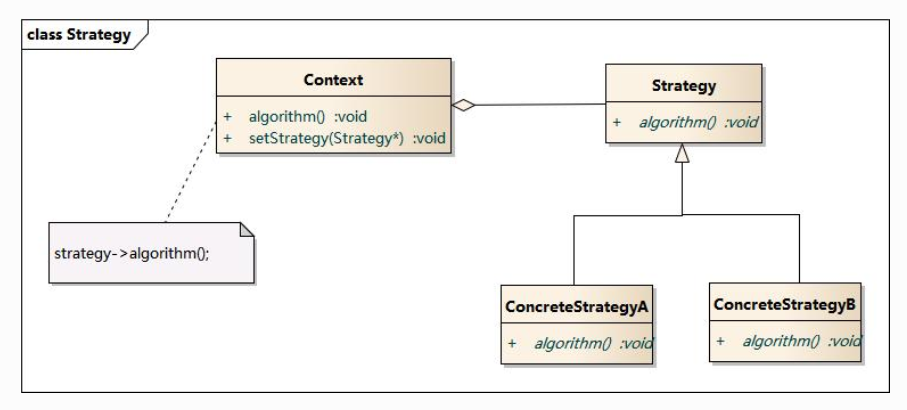 class Strategy
Context
+ algorithm() :void
+ setStrategy(Strategy*) :void
Strategy
+ algorithm() :void
strategy->algorithm();
ConcreteStrategyA
+ algorithm() :void
ConcreteStrategyB
+ algorithm() :void